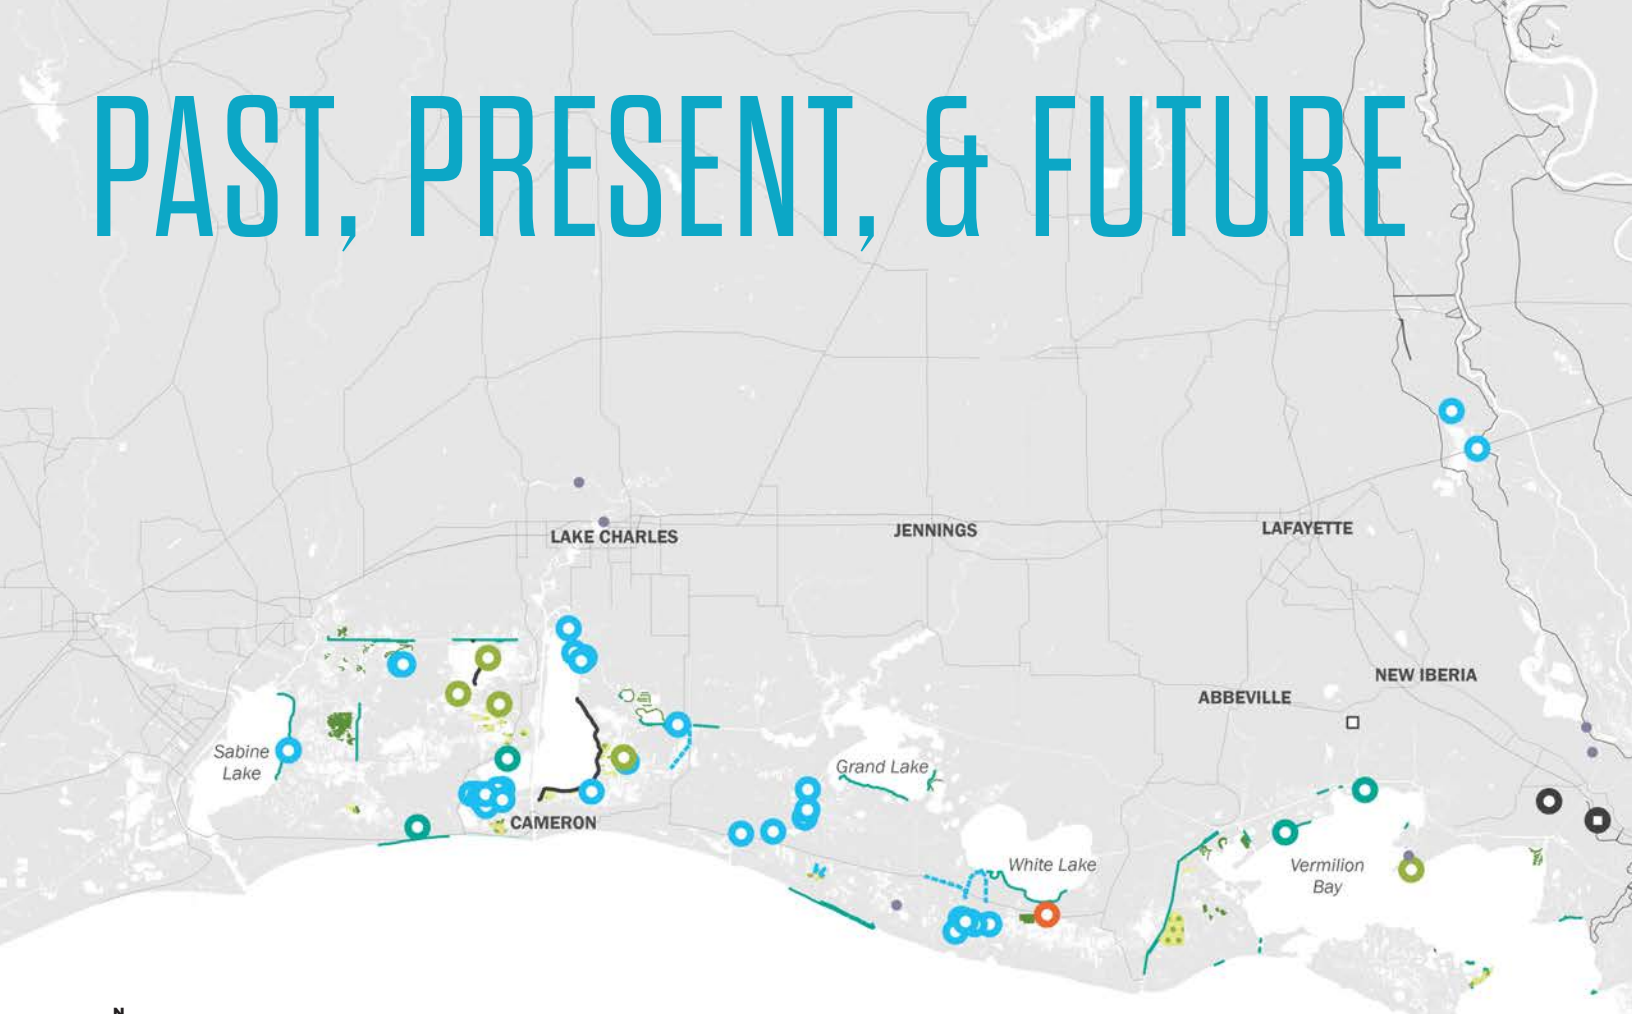 PAST, PRESENT, & FUTURE
LAKE CHARLES
JENNINGS
LAFAYETTE
NEW IBERIA
ABBEVILLE
Sabine
Lake
Grand Lake
CAMERON
White Lake
Vermilion
Bay
N